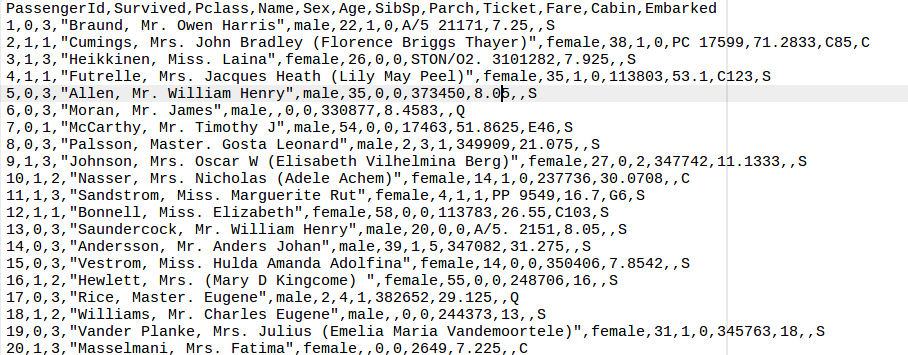 PassengerId,Survived,Pclass,Name,Sex,Age,SibSp,Parch,Ticket,Fare,Cabin,Embarked
1,0,3,"Braund, Mr. Owen Harris",male,22,1,0,A/5 21171,7.25,,S
2,1,1,"Cumings, Mrs. John Bradley (Florence Briggs Thayer)",female,38,1,0,PC 17599,71.2833,C85,C
3,1,3,"Heikkinen, Miss. Laina",female,26,0,0,STON/O2. 3101282,7.925,,S
4,1,1,"Futrelle, Mrs. Jacques Heath (Lily May Peel)",female,35,1,0,113803,53.1,C123,S
5,0,3,"Allen, Mr. William Henry",male,35,0,0,373450,8.05,,S
6,0,3,"Moran, Mr. James",male,,0,0,330877,8.4583,,Q
7,0,1,"McCarthy, Mr. Timothy J",male,54,0,0,17463,51.8625,E46,S
8,0,3,"Palsson, Master. Gosta Leonard",male,2,3,1,349909,21.075,,S
9,1,3,"Johnson, Mrs. Oscar W (Elisabeth Vilhelmina Berg)",female,27,0,2,347742,11.1333,,S
10,1,2,"Nasser, Mrs. Nicholas (Adele Achem)",female,14,1,0,237736,30.0708,,C
11,1,3,"Sandstrom, Miss. Marguerite Rut",female,4,1,1,PP 9549,16.7,G6,S
12,1,1,"Bonnell, Miss. Elizabeth",female,58,0,0,113783,26.55,C103,S
13,0,3,"Saundercock, Mr. William Henry",male,20,0,0,A/5. 2151,8.05,,S
14,0,3,"Andersson, Mr. Anders Johan",male,39,1,5,347082,31.275,,S
15,0,3,"Vestrom, Miss. Hulda Amanda Adolfina",female,14,0,0,350406,7.8542,,S
16,1,2,"Hewlett, Mrs. (Mary D Kingcome) ",female,55,0,0,248706,16,,S
17,0,3,"Rice, Master. Eugene",male,2,4,1,382652,29.125,,Q
18,1,2,"Williams, Mr. Charles Eugene",male,,0,0,244373,13,,S
19,0,3,"Vander Planke, Mrs. Julius (Emelia Maria Vandemoortele)",female,31,1,0,345763,18,,S
20,1,3,"Masselmani, Mrs. Fatima",female,,0,0,2649,7.225,,C